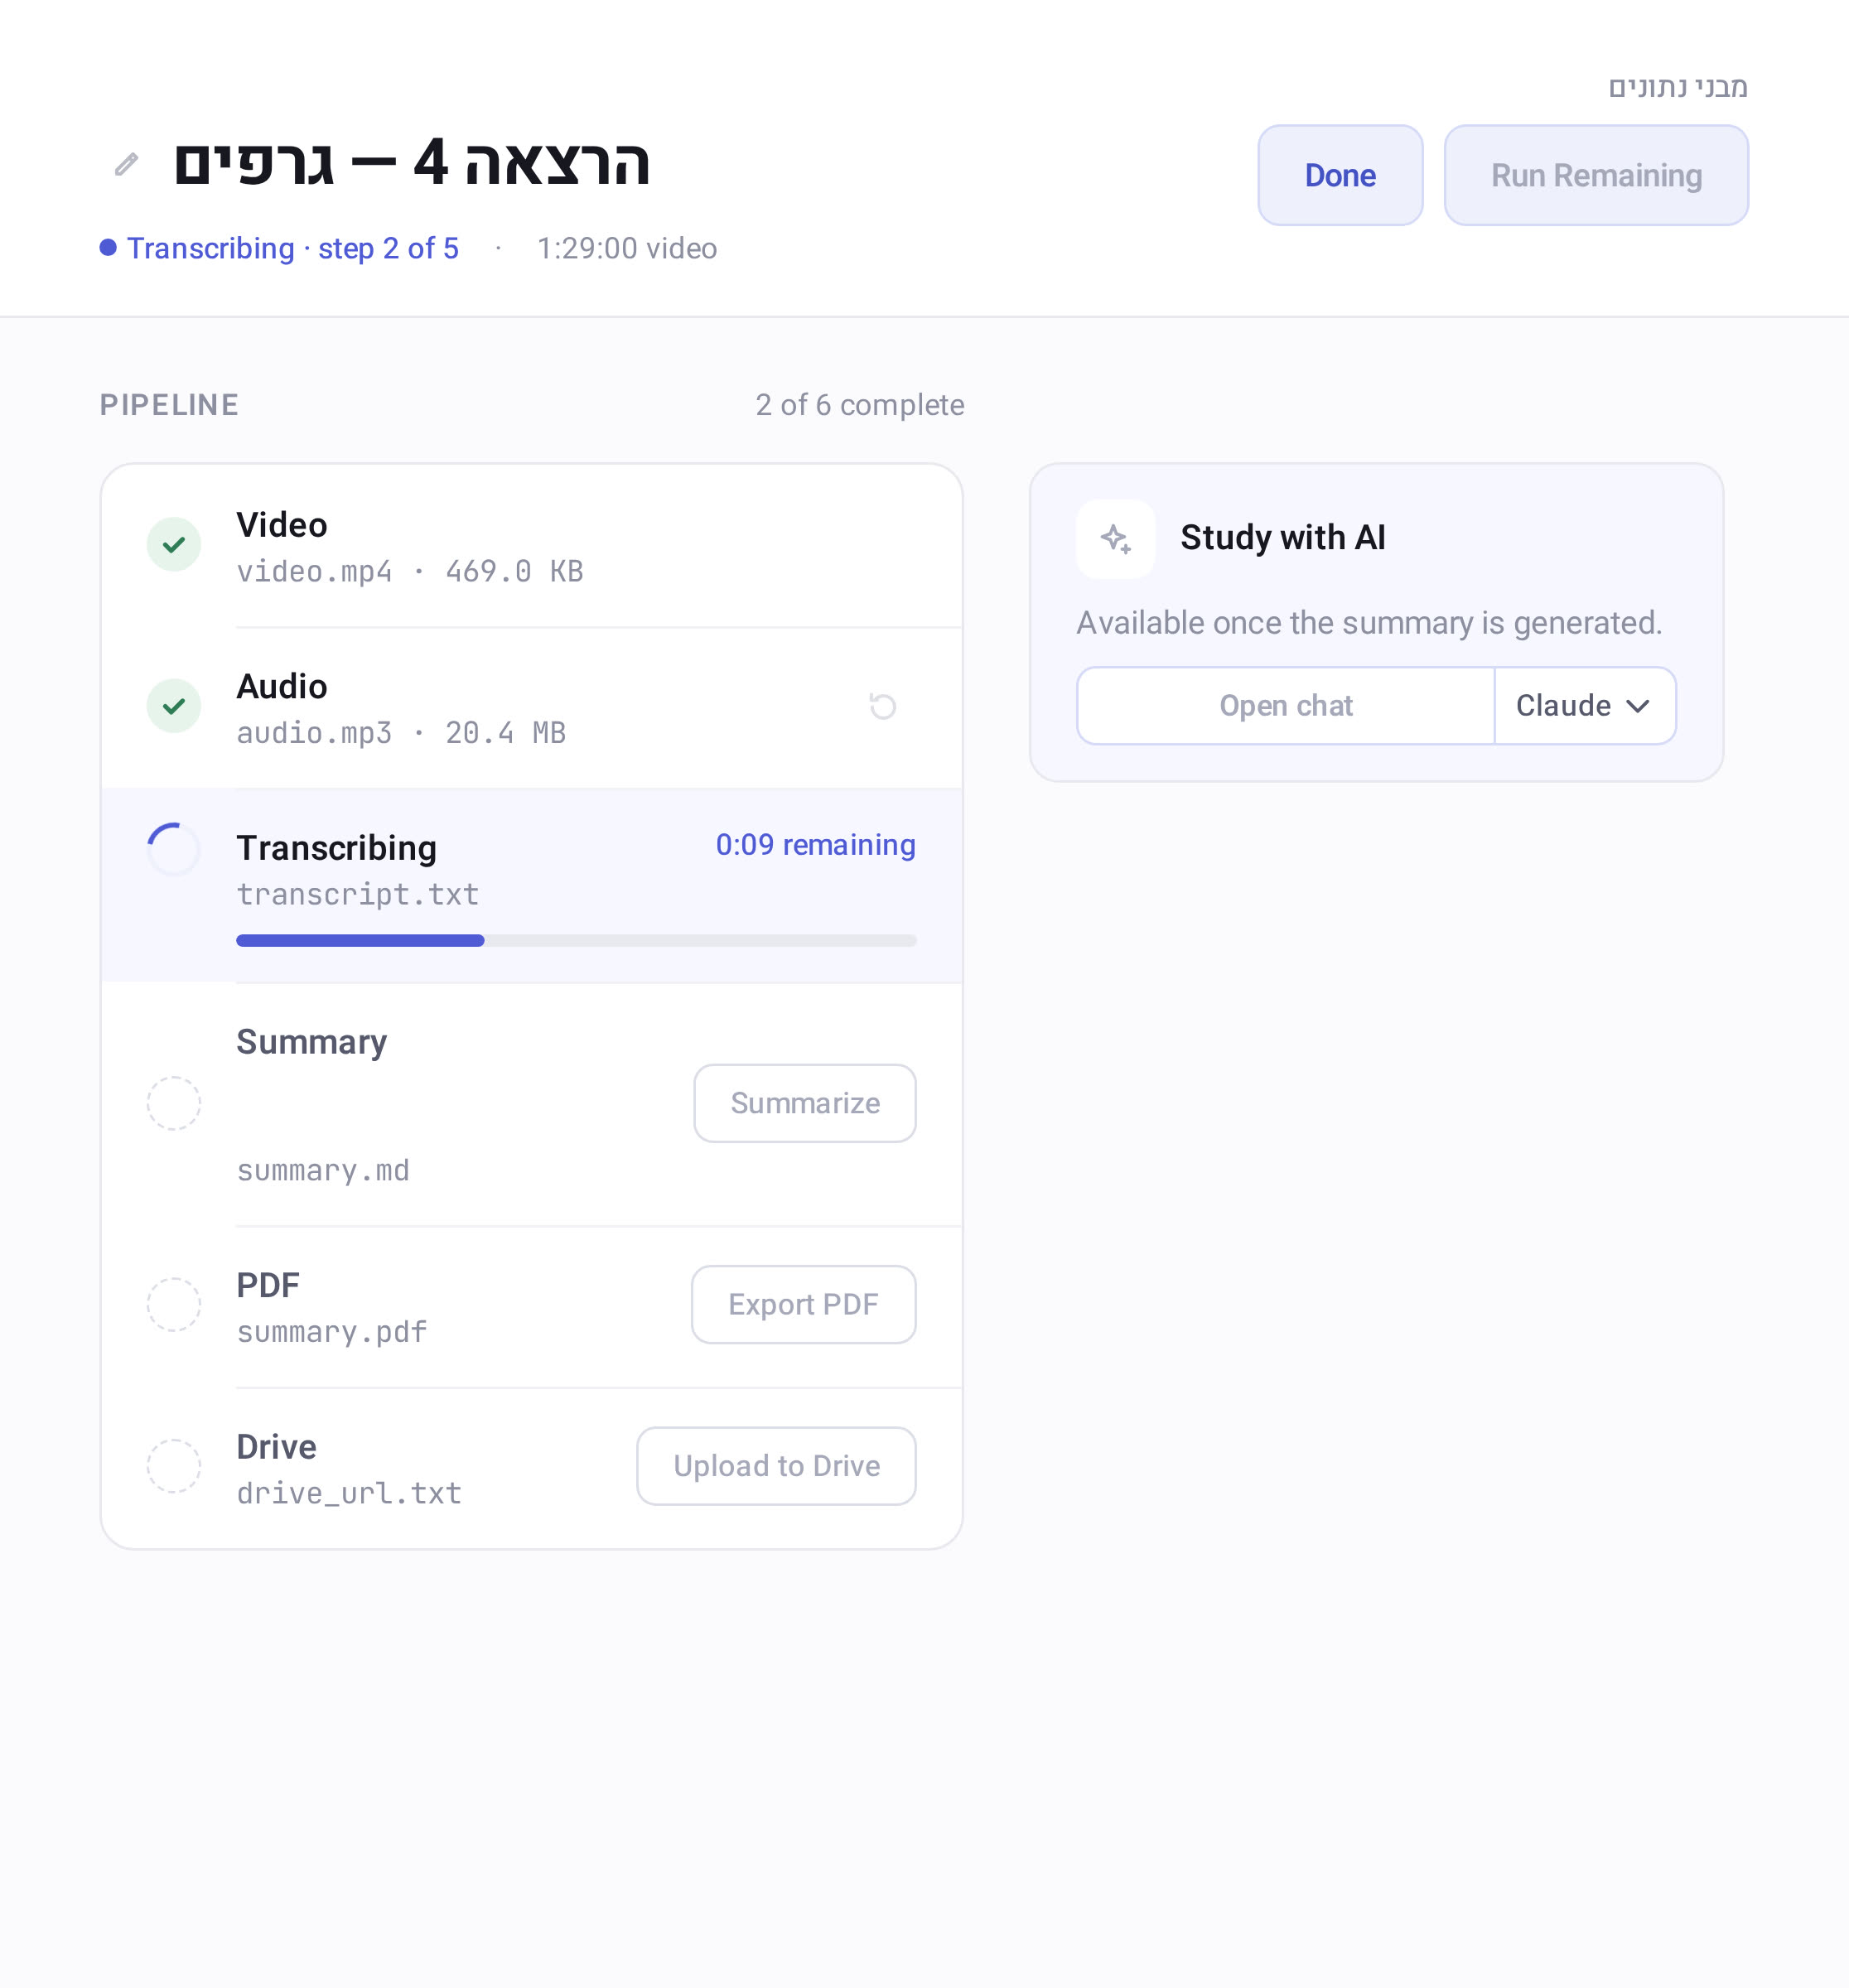 מבני נתונים
הרצאה 4 — גרפים
Done
Run Remaining
Transcribing · step 2 of 5 · 1:29:00 video
PIPELINE
2 of 6 complete
Video
video.mp4 · 469.0 KB
Audio
audio.mp3 · 20.4 MB
Transcribing
0:09 remaining
transcript.txt
Summary
Summarize
summary.md
PDF
Export PDF
summary.pdf
Drive
Upload to Drive
drive_url.txt
Study with AI
Available once the summary is generated.
Open chat
Claude